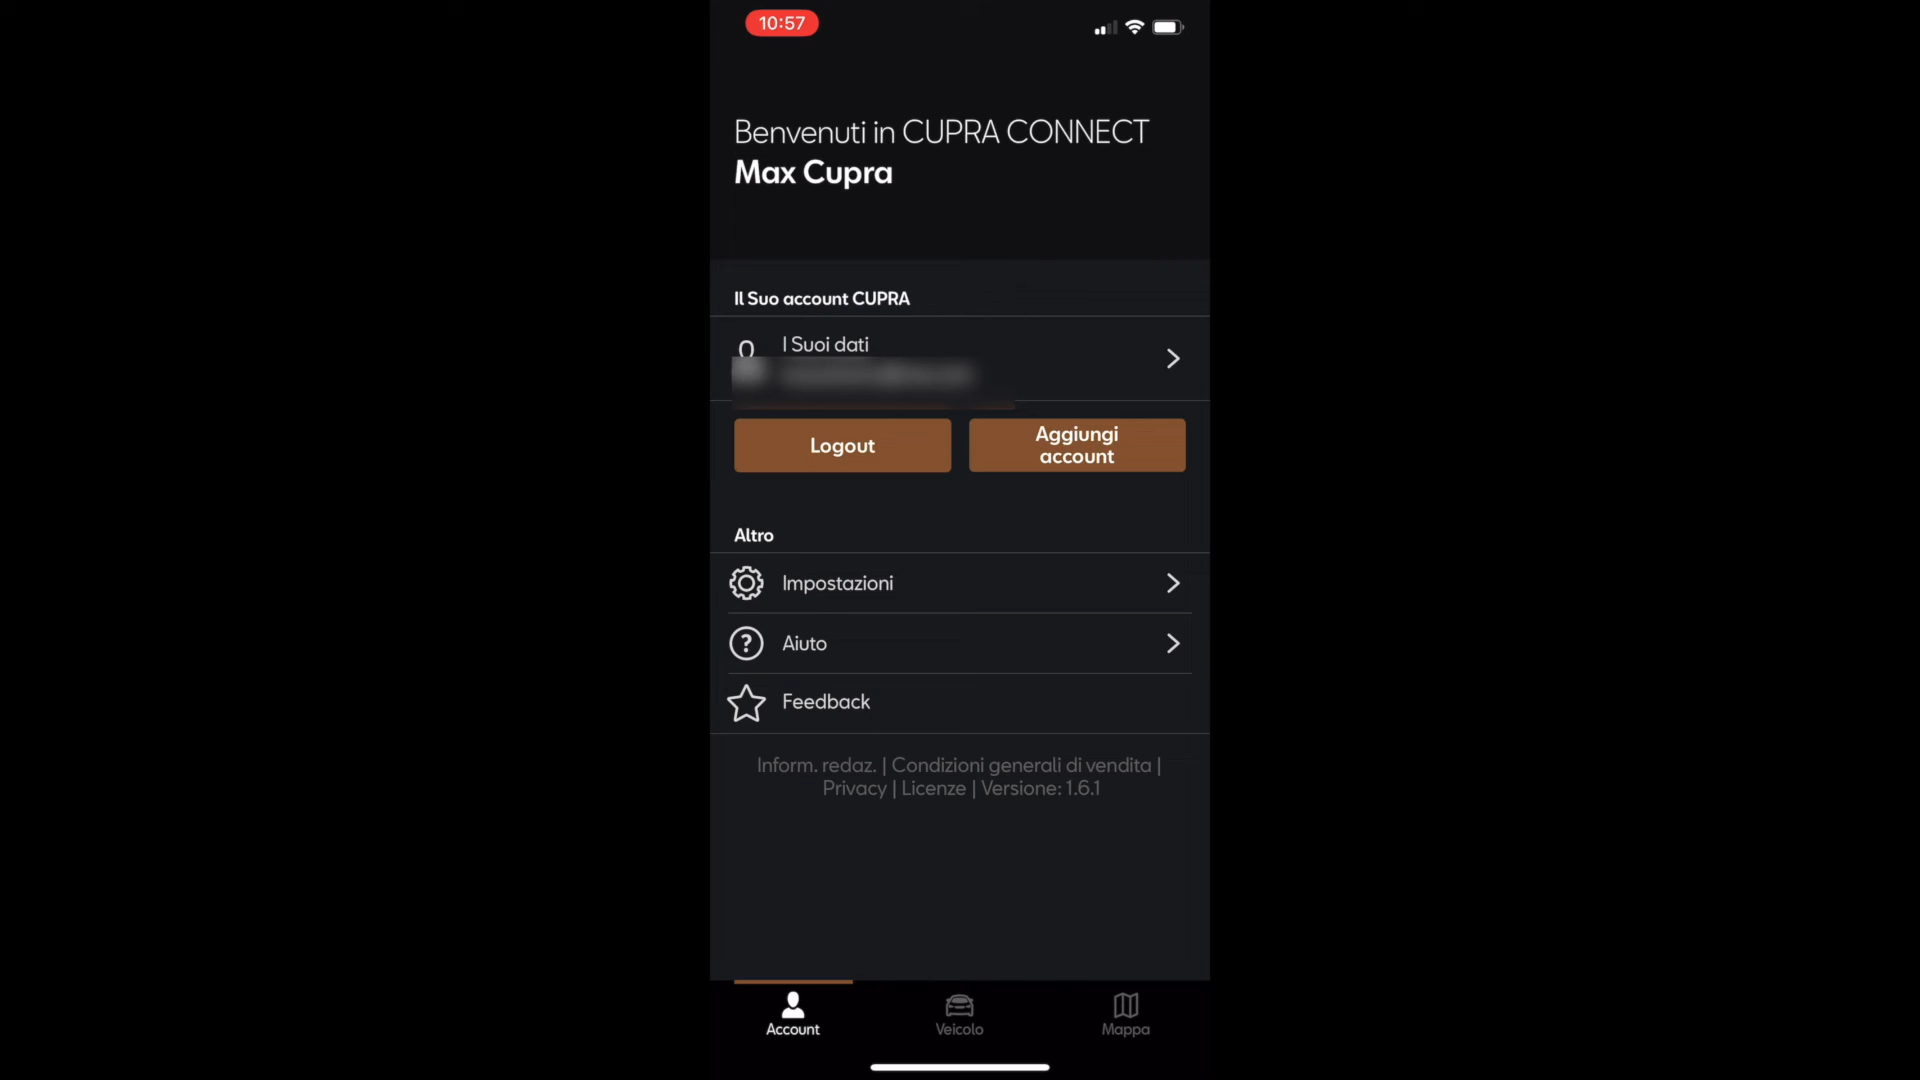 10:57
Benvenuti in CUPRA CONNECT
Max Cupra
Il Suo account CUPRA
I Suoi dati
Logout
Aggiungi
account
Altro
Impostazioni
Aiuto
Feedback
Inform. redaz. | Condizioni generali di vendita |
Privacy | Licenze | Versione: 1.6.1
Account
Veicolo
Mappa